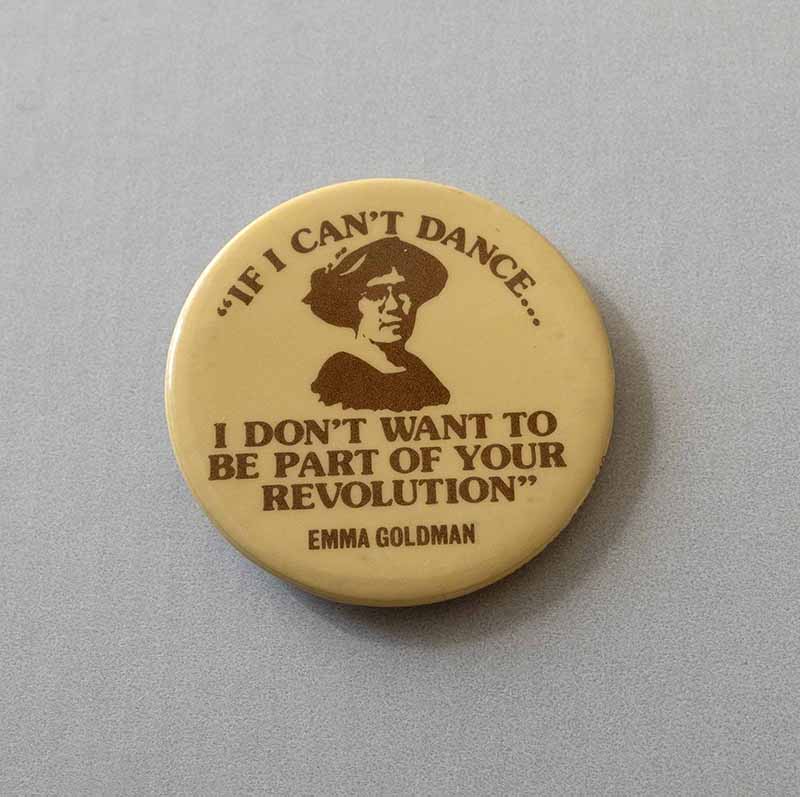 “IF I CAN’T DANCE...
I DON’T WANT TO
BE PART OF YOUR
REVOLUTION”
EMMA GOLDMAN